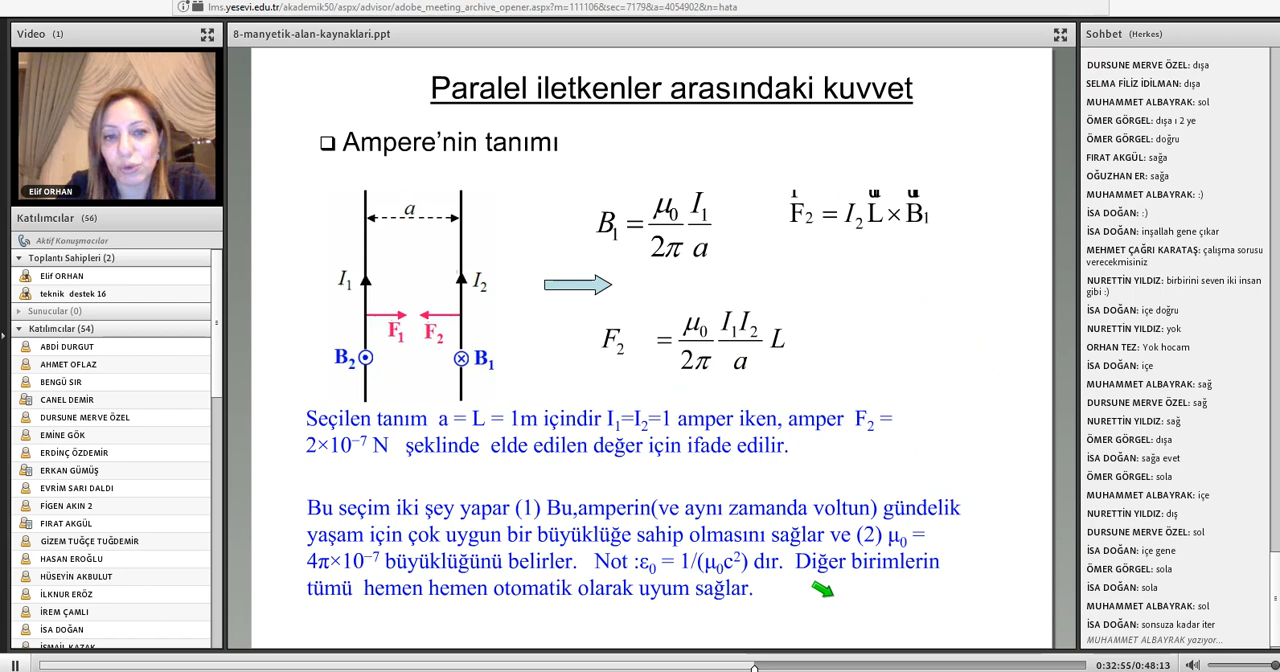 lms.yesevi.edu.tr/akademik50/aspx/advisor/adobe_meeting_archive_opener.aspx?m=111106&sec=7179&a=4054902&n=hata
Video (1)
Elif ORHAN
Katılımcılar (56)
Aktif Konuşmacılar
Toplantı Sahipleri (2)
Elif ORHAN
teknik destek 16
Sunucular (0)
Katılımcılar (54)
ABDİ DURGUT
AHMET OFLAZ
BENGÜ SIR
CANEL DEMİR
DURSUNE MERVE ÖZEL
EMİNE GÖK
ERDİNÇ ÖZDEMİR
ERKAN GÜMÜŞ
EVRİM SARI DALDI
FİGEN AKIN 2
FIRAT AKGÜL
GİZEM TUĞÇE TUĞDEMİR
HASAN EROĞLU
HÜSEYİN AKBULUT
İLKNUR ERÖZ
İREM ÇAMLI
İSA DOĞAN
İSMAİL KAZAK
8-manyetik-alan-kaynaklari.ppt
Paralel iletkenler arasındaki kuvvet
❑ Ampere’nin tanımı
a
I₁ I₂
F₁ F₂
B₂ B₁
B₁ = μ₀/2π I₁/a
F₂ = I₂ L × B₁
F₂ = μ₀/2π I₁I₂/a L
Seçilen tanım a = L = 1m içindir I₁=I₂=1 amper iken, amper F₂ =
2×10⁻⁷ N şeklinde elde edilen değer için ifade edilir.
Bu seçim iki şey yapar (1) Bu,amperin(ve aynı zamanda voltun) gündelik
yaşam için çok uygun bir büyüklüğe sahip olmasını sağlar ve (2) μ₀ =
4π×10⁻⁷ büyüklüğünü belirler. Not :ε₀ = 1/(μ₀c²) dır. Diğer birimlerin
tümü hemen hemen otomatik olarak uyum sağlar.
Sohbet (Herkes)
DURSUNE MERVE ÖZEL: dışa
SELMA FİLİZ İDİLMAN: dışa
MUHAMMET ALBAYRAK: sol
ÖMER GÖRGEL: dışa ı 2 ye
ÖMER GÖRGEL: doğru
FIRAT AKGÜL: sağa
OĞUZHAN ER: sağa
MUHAMMET ALBAYRAK: :)
İSA DOĞAN: :)
İSA DOĞAN: inşallah gene çıkar
MEHMET ÇAĞRI KARATAŞ: çalışma sorusu
verecekmisiniz
NURETTİN YILDIZ: birbirini seven iki insan
gibi :)
İSA DOĞAN: içe doğru
NURETTİN YILDIZ: yok
ORHAN TEZ: Yok hocam
İSA DOĞAN: içe
MUHAMMET ALBAYRAK: sağ
DURSUNE MERVE ÖZEL: sağ
NURETTİN YILDIZ: sağ
ÖMER GÖRGEL: dışa
İSA DOĞAN: sağa evet
ÖMER GÖRGEL: sola
MUHAMMET ALBAYRAK: içe
NURETTİN YILDIZ: dış
DURSUNE MERVE ÖZEL: sol
İSA DOĞAN: içe gene
ÖMER GÖRGEL: sola
İSA DOĞAN: sola
MUHAMMET ALBAYRAK: sol
İSA DOĞAN: sonsuza kadar iter
MUHAMMET ALBAYRAK yazıyor...
0:32:55/0:48:13